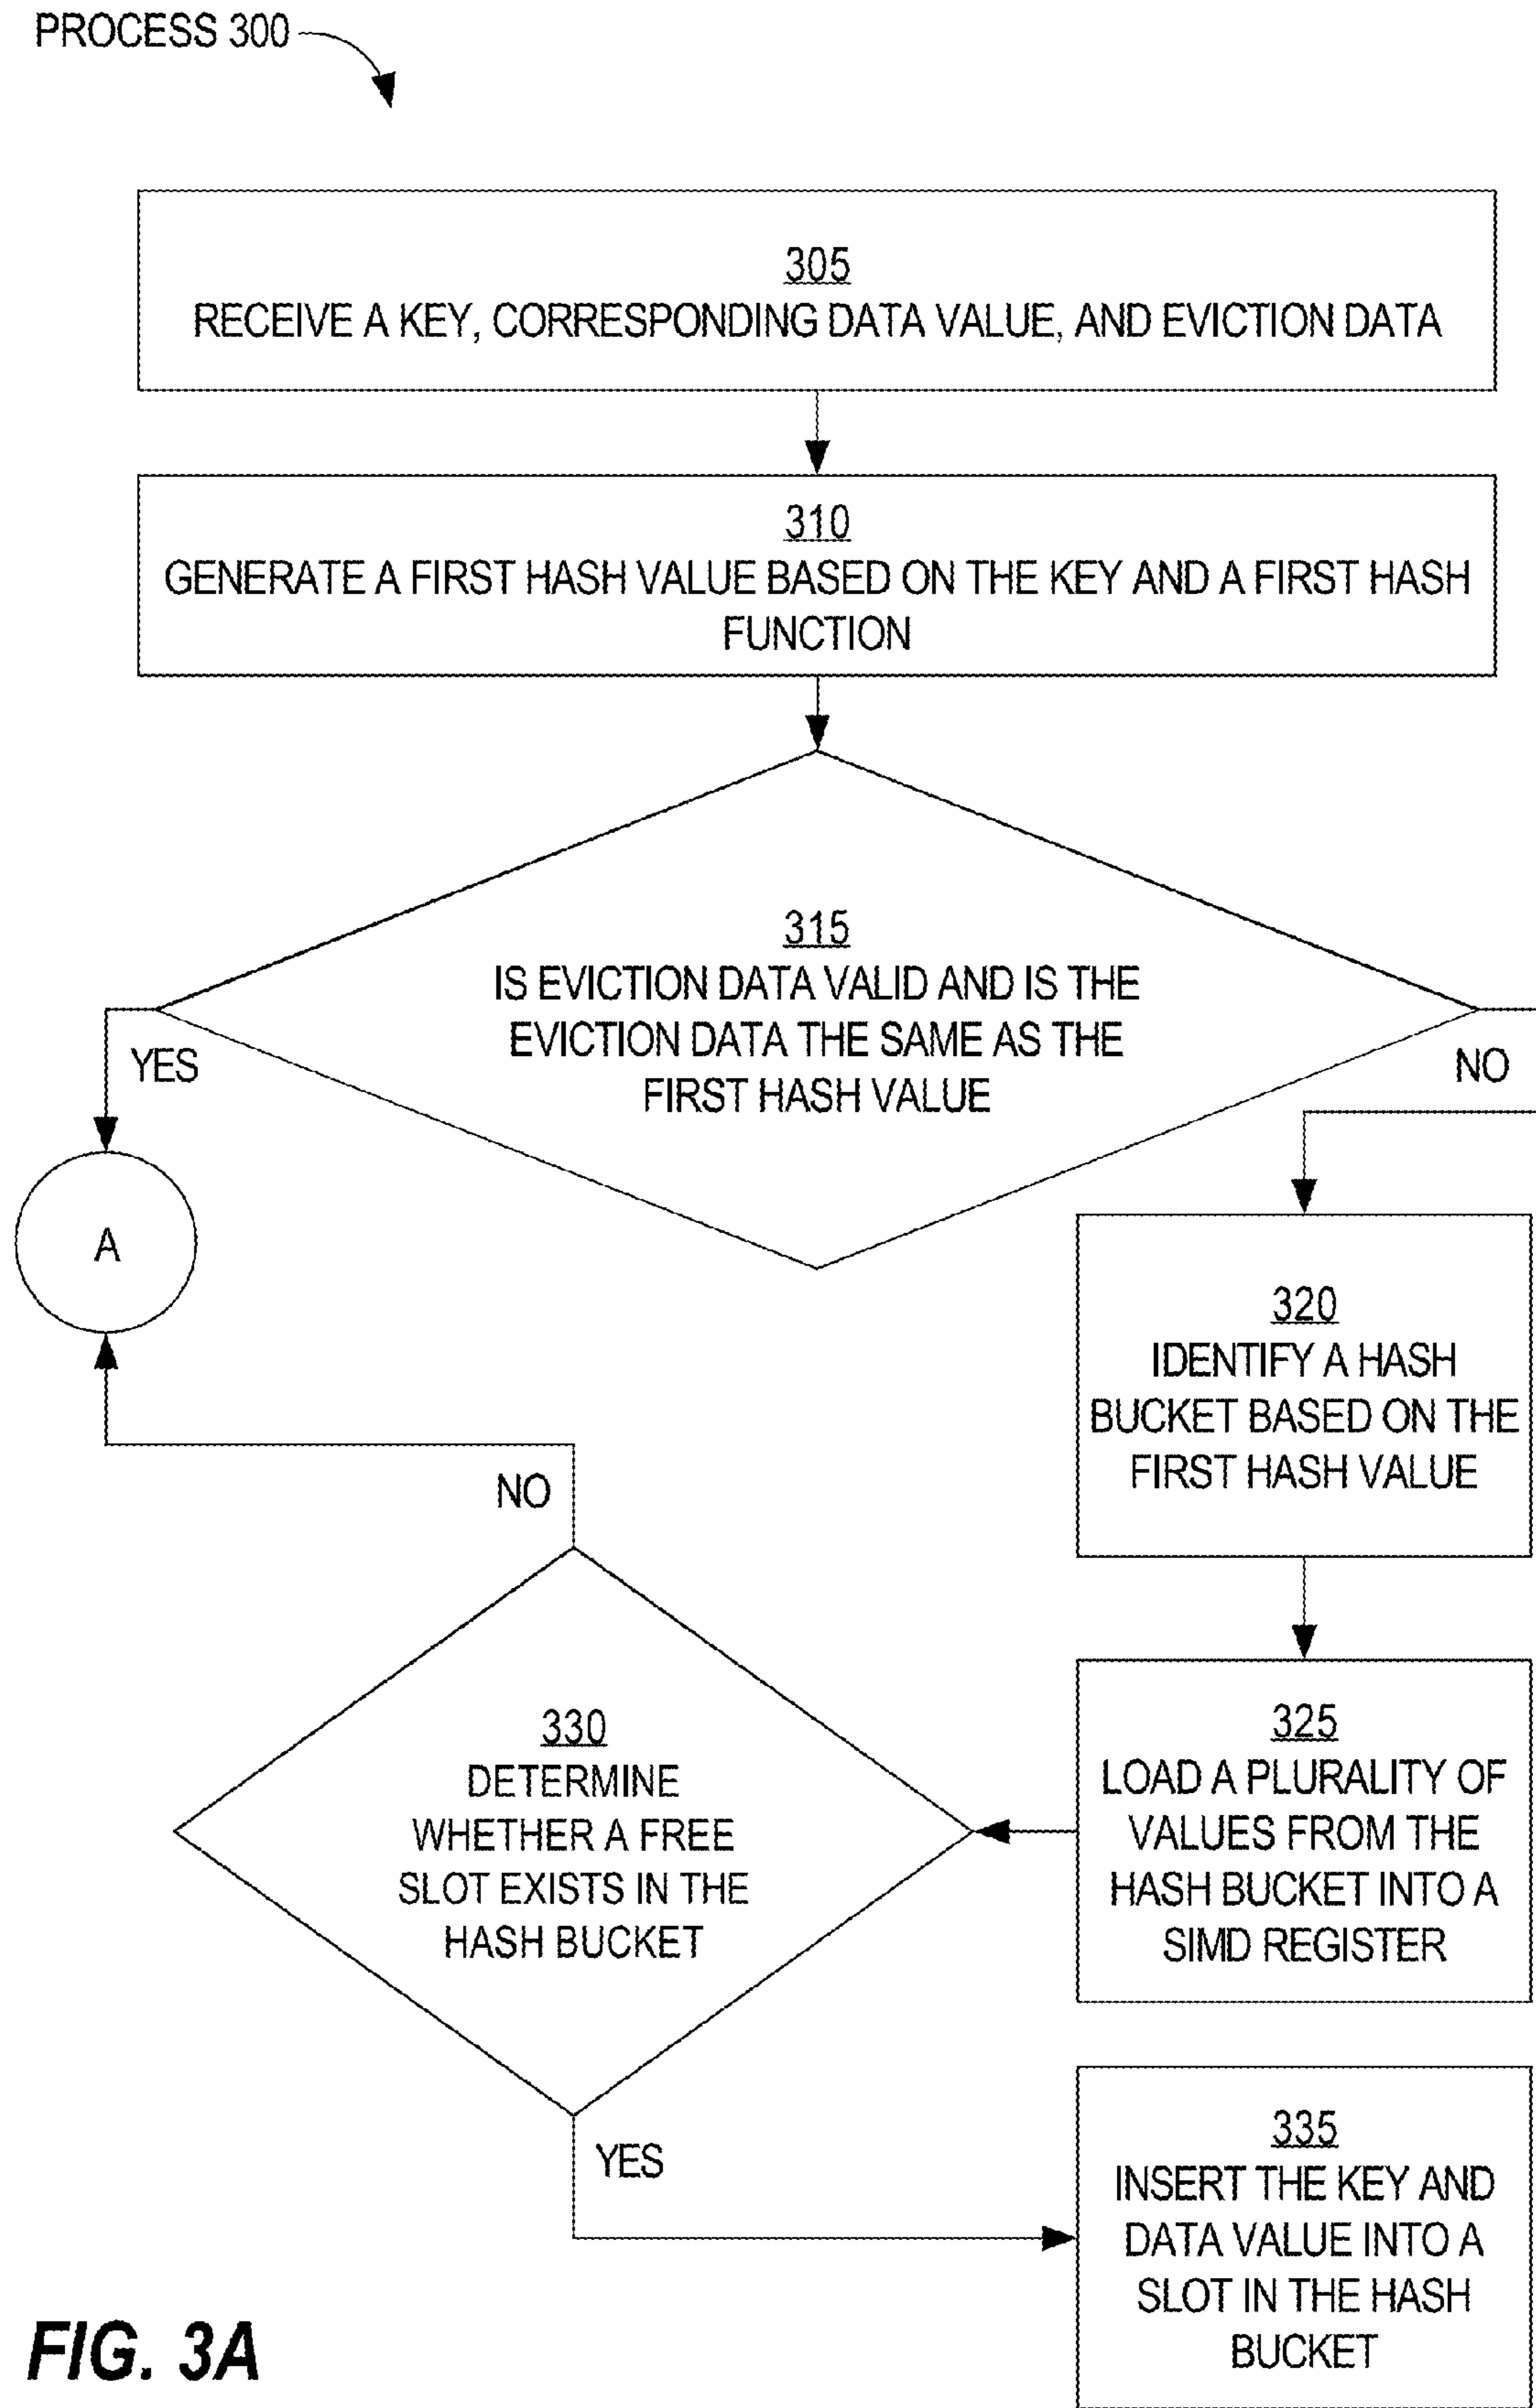 PROCESS 300
305
RECEIVE A KEY, CORRESPONDING DATA VALUE, AND EVICTION DATA
310
GENERATE A FIRST HASH VALUE BASED ON THE KEY AND A FIRST HASH
FUNCTION
315
IS EVICTION DATA VALID AND IS THE
EVICTION DATA THE SAME AS THE
FIRST HASH VALUE
YES
NO
A
320
IDENTIFY A HASH
BUCKET BASED ON THE
FIRST HASH VALUE
NO
325
LOAD A PLURALITY OF
VALUES FROM THE
HASH BUCKET INTO A
SIMD REGISTER
330
DETERMINE
WHETHER A FREE
SLOT EXISTS IN THE
HASH BUCKET
YES
335
INSERT THE KEY AND
DATA VALUE INTO A
SLOT IN THE HASH
BUCKET
FIG. 3A